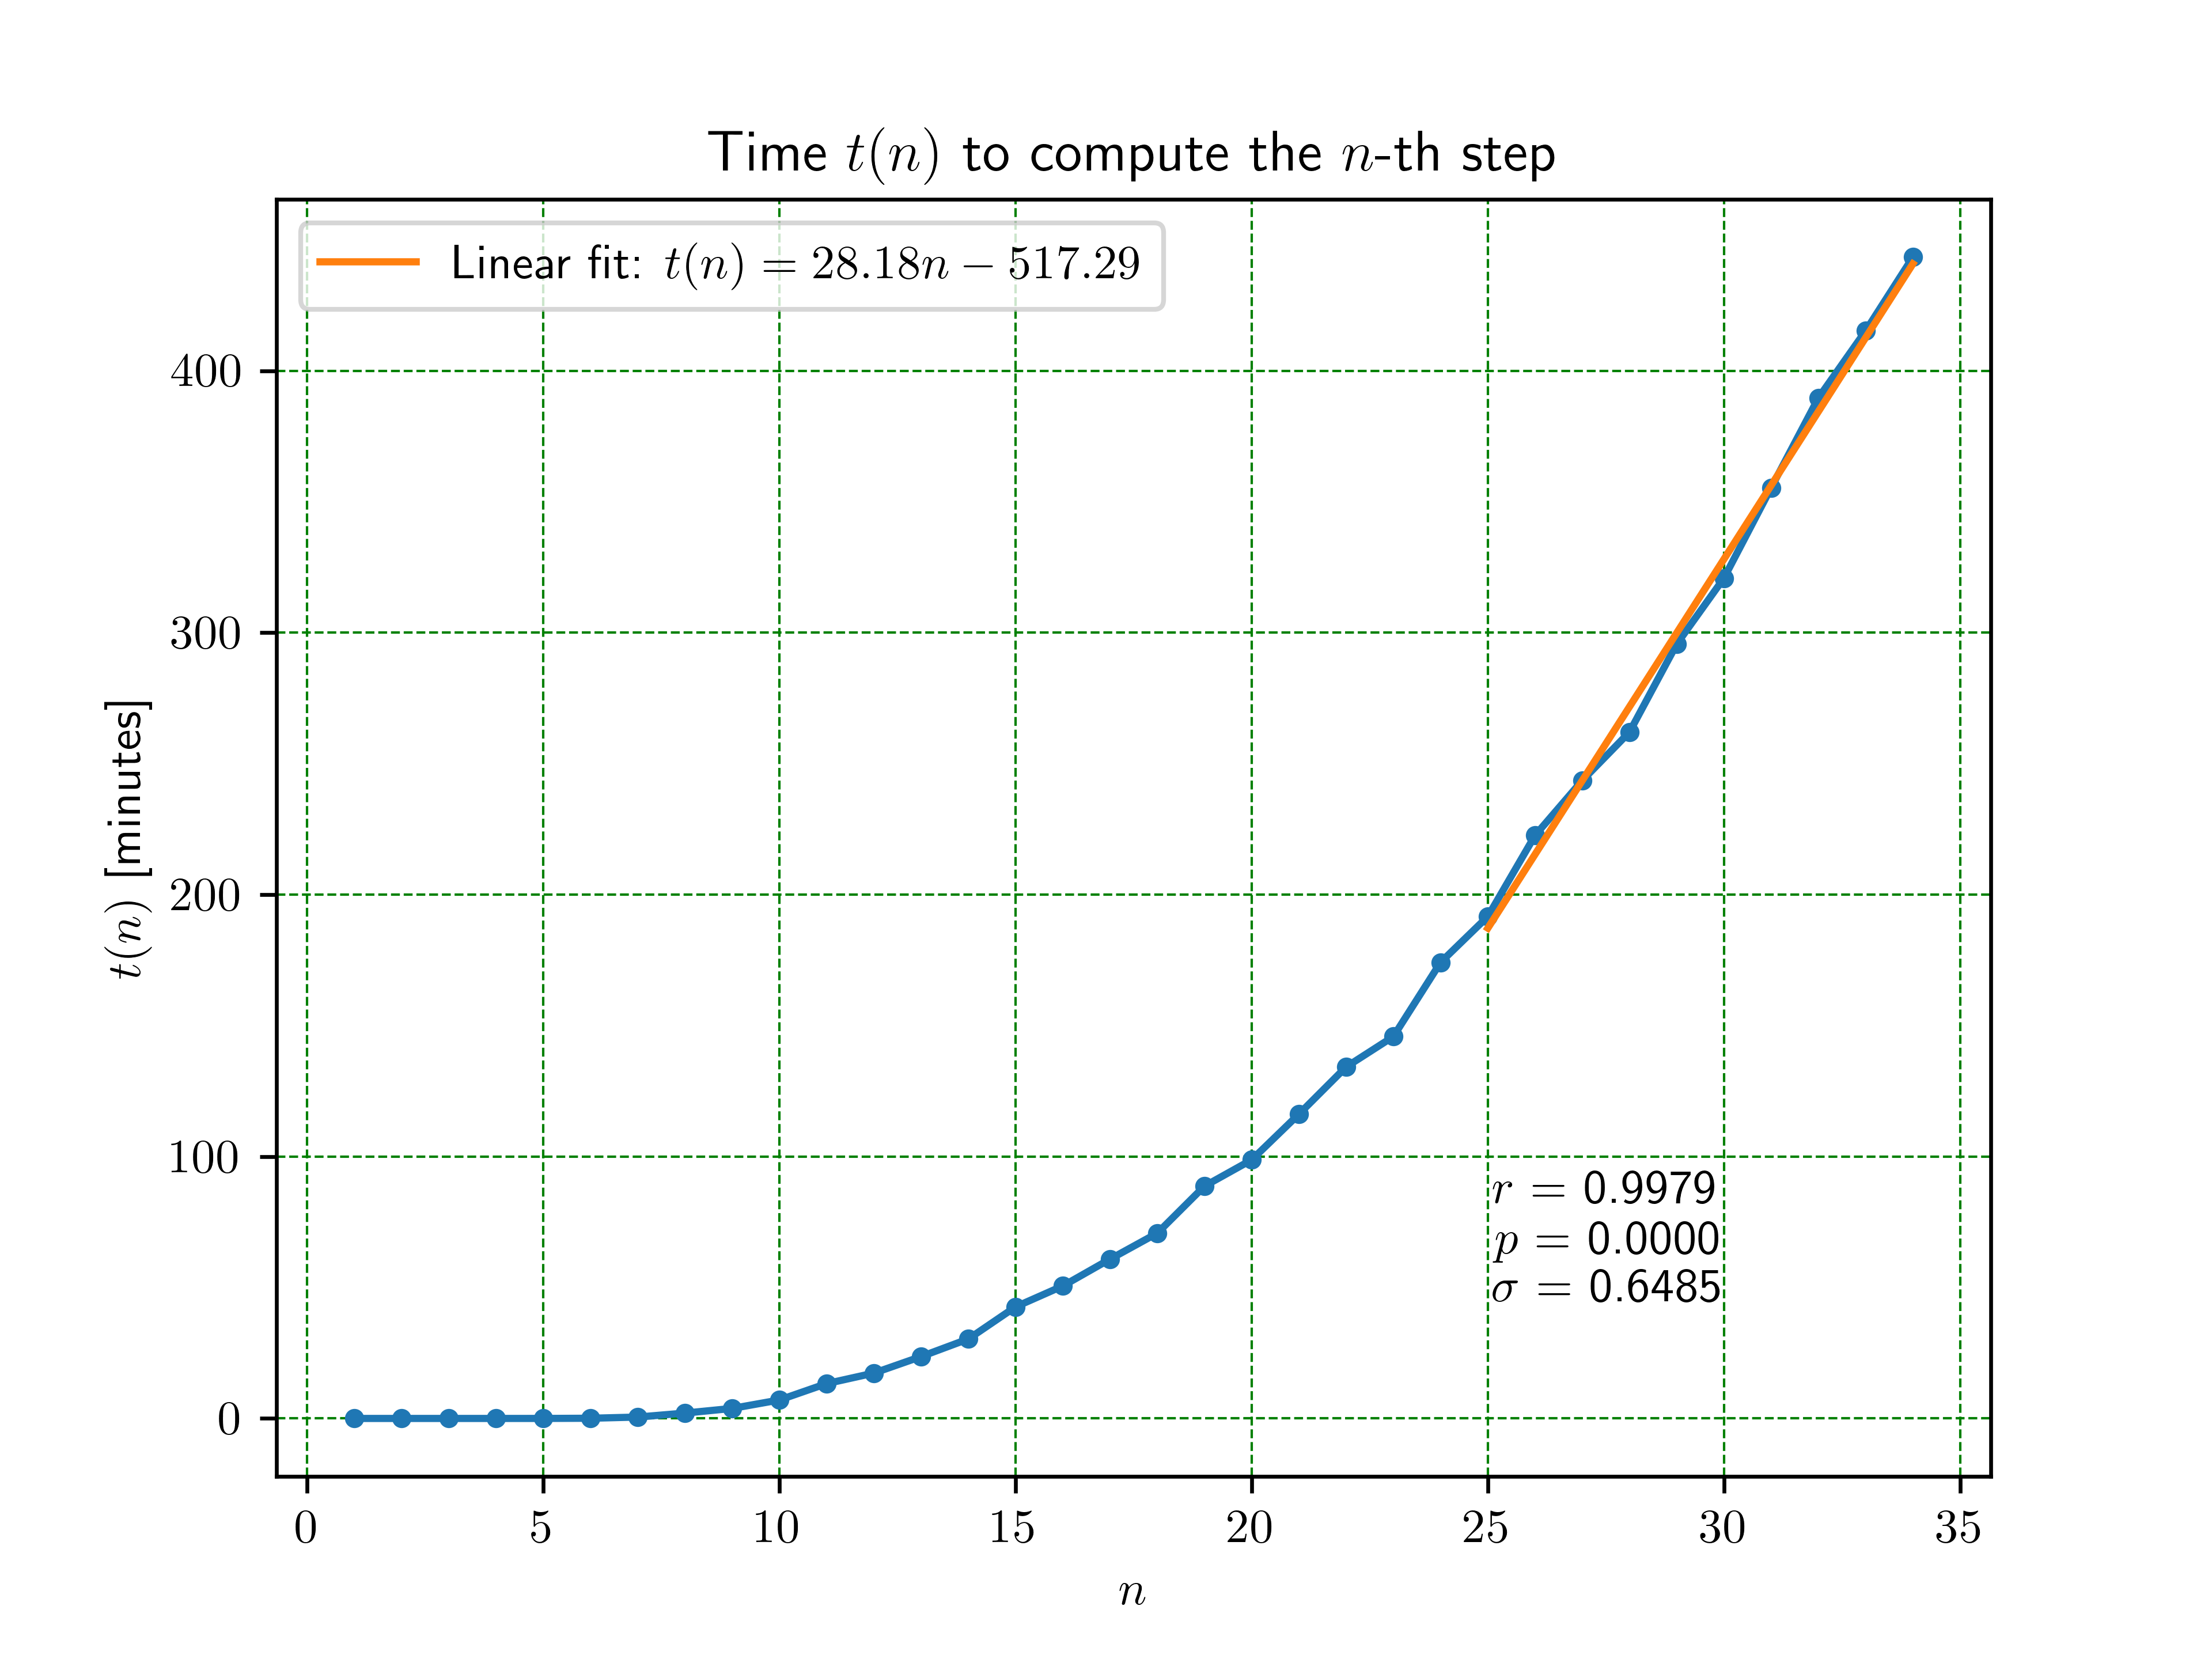 Time t(n) to compute the n-th step
Linear fit: t(n) = 28.18n − 517.29
400
300
200
100
0
t(n) [minutes]
r = 0.9979
p = 0.0000
σ = 0.6485
0 5 10 15 20 25 30 35
n